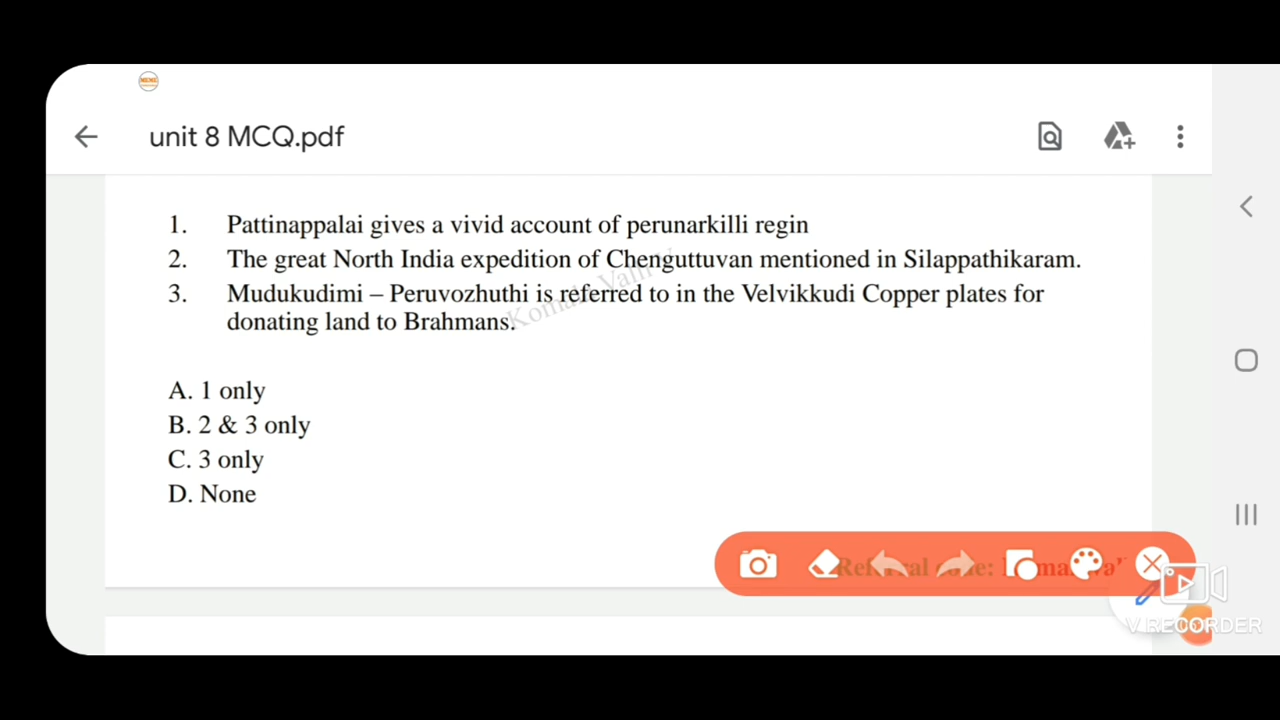 unit 8 MCQ.pdf
1. Pattinappalai gives a vivid account of perunarkilli regin
2. The great North India expedition of Chenguttuvan mentioned in Silappathikaram.
3. Mudukudimi – Peruvozhuthi is referred to in the Velvikkudi Copper plates for
donating land to Brahmans.
A. 1 only
B. 2 & 3 only
C. 3 only
D. None
V RECORDER